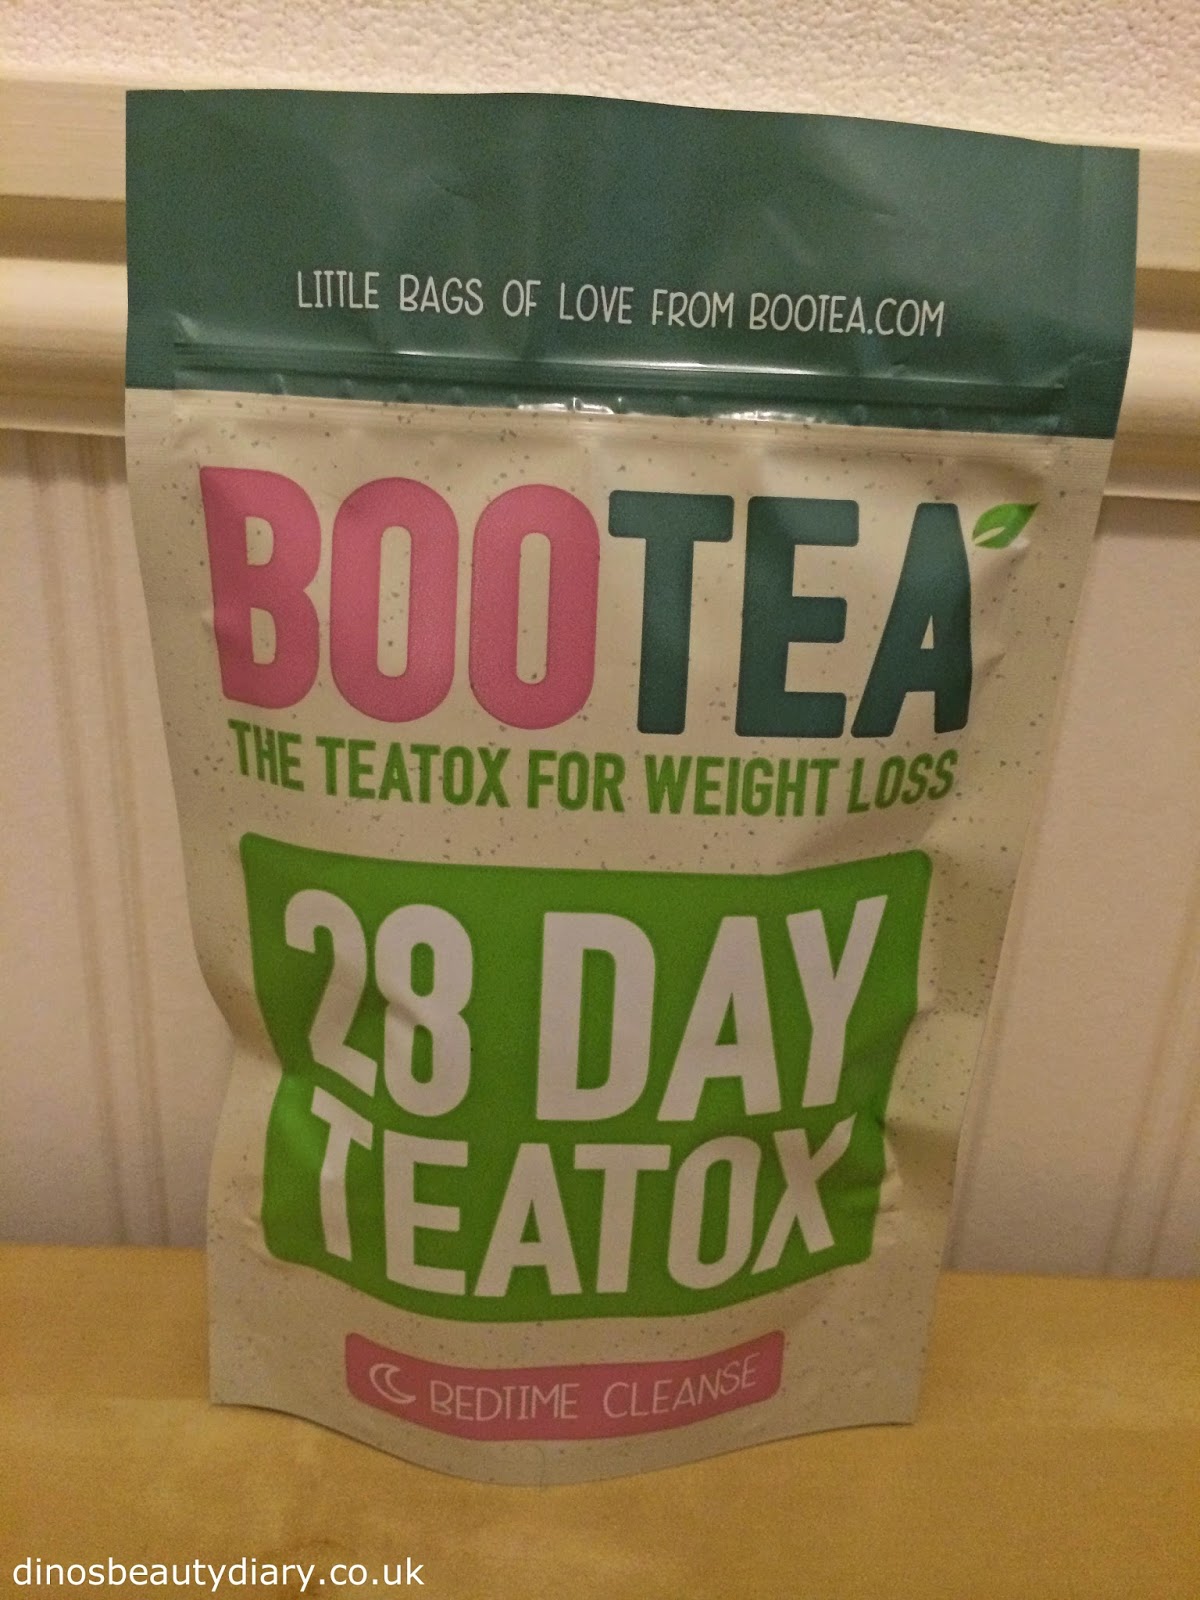 LITTLE BAGS OF LOVE FROM BOOTEA.COM
BOOTEA
THE TEATOX FOR WEIGHT LOSS
28 DAY
TEATOX
BEDTIME CLEANSE
dinosbeautydiary.co.uk